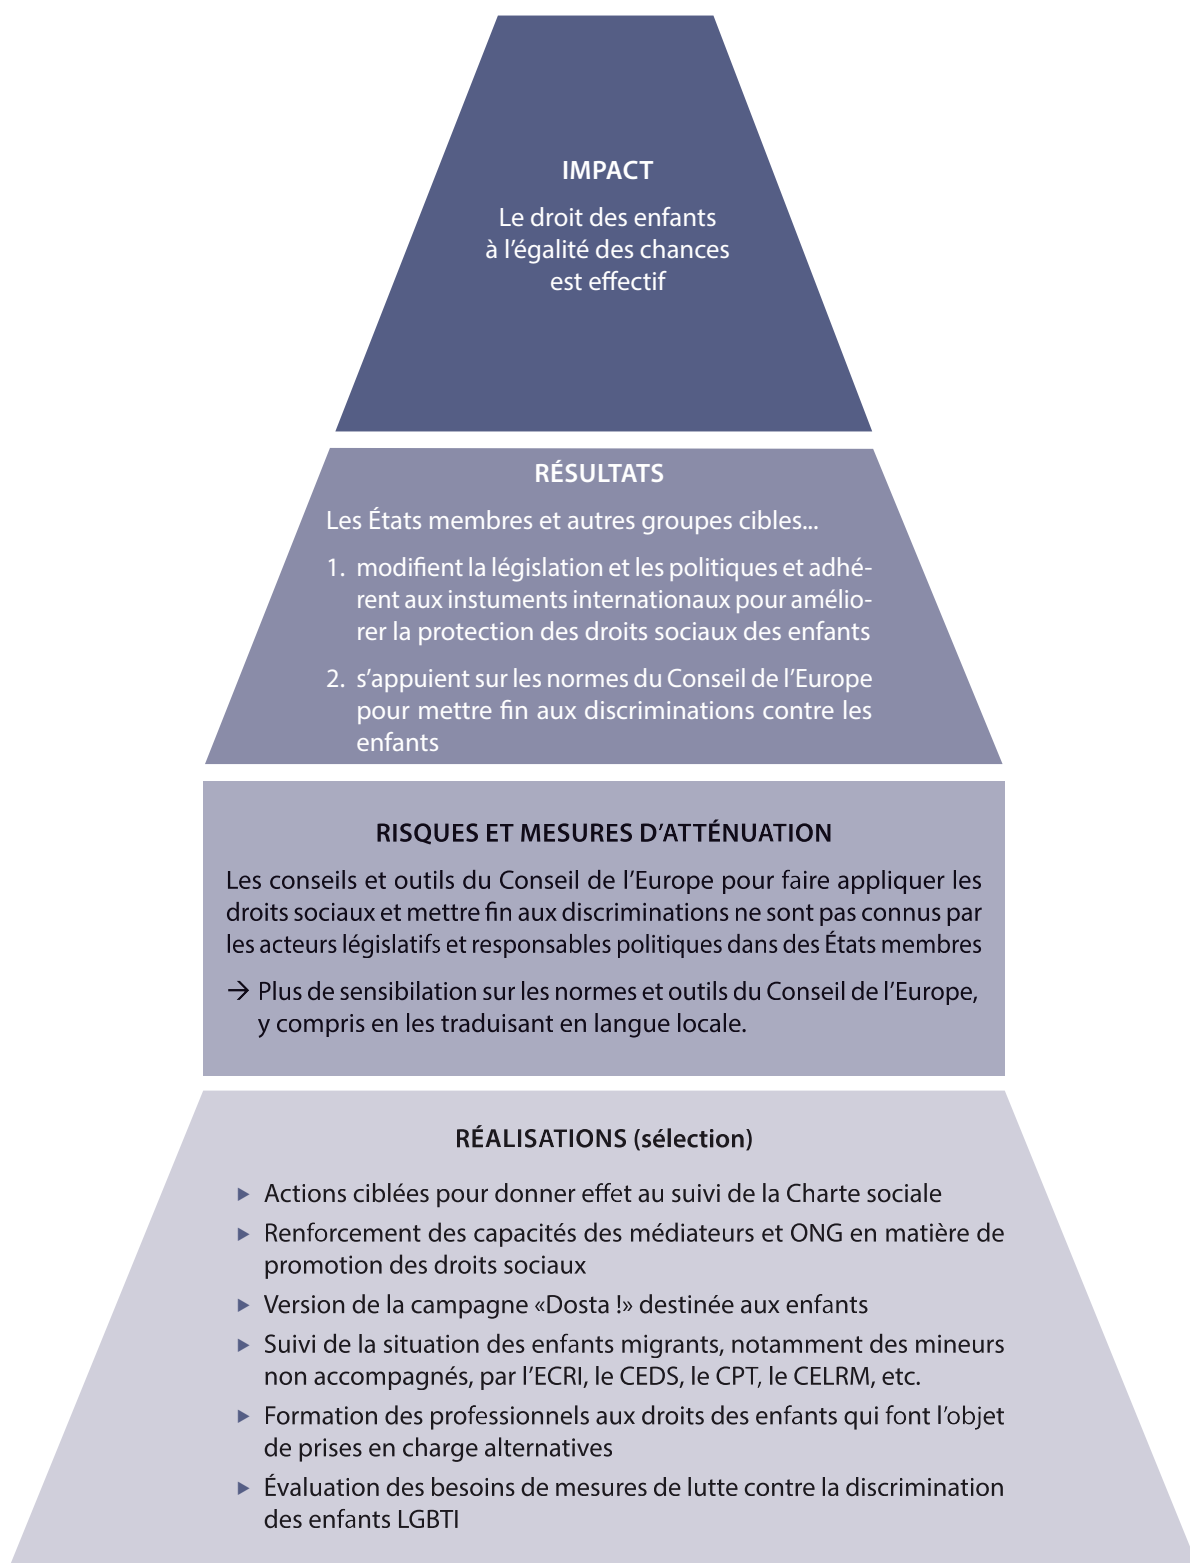 IMPACT
Le droit des enfants
à l’égalité des chances
est effectif
RÉSULTATS
Les États membres et autres groupes cibles...
1. modifient la législation et les politiques et adhé-
rent aux instuments internationaux pour amélio-
rer la protection des droits sociaux des enfants
2. s’appuient sur les normes du Conseil de l’Europe
pour mettre fin aux discriminations contre les
enfants
RISQUES ET MESURES D’ATTÉNUATION
Les conseils et outils du Conseil de l’Europe pour faire appliquer les
droits sociaux et mettre fin aux discriminations ne sont pas connus par
les acteurs législatifs et responsables politiques dans des États membres
→ Plus de sensibilation sur les normes et outils du Conseil de l’Europe,
y compris en les traduisant en langue locale.
RÉALISATIONS (sélection)
▶ Actions ciblées pour donner effet au suivi de la Charte sociale
▶ Renforcement des capacités des médiateurs et ONG en matière de
promotion des droits sociaux
▶ Version de la campagne «Dosta !» destinée aux enfants
▶ Suivi de la situation des enfants migrants, notamment des mineurs
non accompagnés, par l’ECRI, le CEDS, le CPT, le CELRM, etc.
▶ Formation des professionnels aux droits des enfants qui font l’objet
de prises en charge alternatives
▶ Évaluation des besoins de mesures de lutte contre la discrimination
des enfants LGBTI